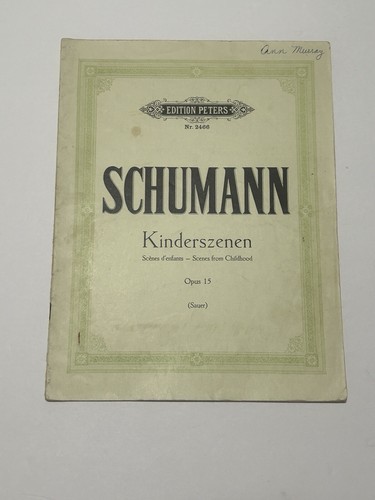 Ann Murray
EDITION PETERS
Nr. 2466
SCHUMANN
Kinderszenen
Scènes d'enfants – Scenes from Childhood
Opus 15
(Sauer)